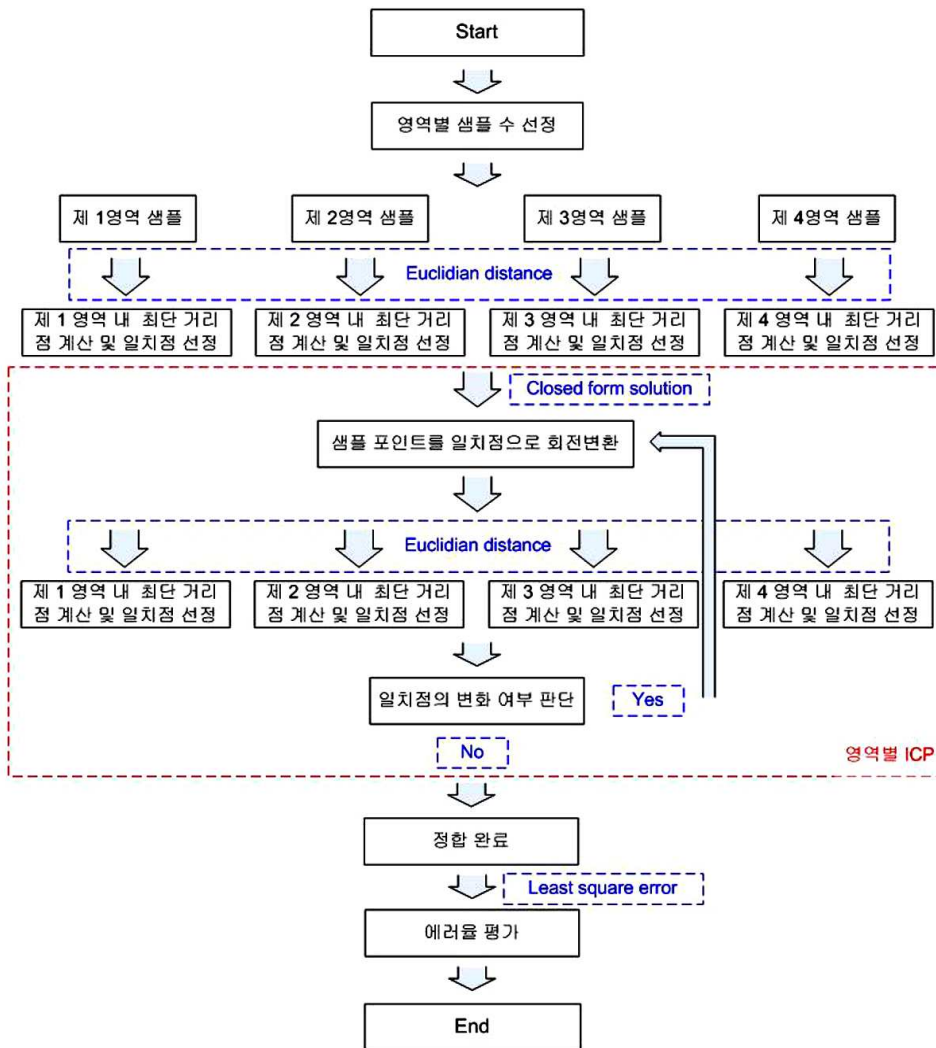 Start
영역별 샘플 수 선정
제 1영역 샘플
제 2영역 샘플
제 3영역 샘플
제 4영역 샘플
Euclidian distance
제 1 영역 내 최단 거리
점 계산 및 일치점 선정
제 2 영역 내 최단 거리
점 계산 및 일치점 선정
제 3 영역 내 최단 거리
점 계산 및 일치점 선정
제 4 영역 내 최단 거리
점 계산 및 일치점 선정
Closed form solution
샘플 포인트를 일치점으로 회전변환
Euclidian distance
제 1 영역 내 최단 거리
점 계산 및 일치점 선정
제 2 영역 내 최단 거리
점 계산 및 일치점 선정
제 3 영역 내 최단 거리
점 계산 및 일치점 선정
제 4 영역 내 최단 거리
점 계산 및 일치점 선정
일치점의 변화 여부 판단
Yes
No
영역별 ICP
정합 완료
Least square error
에러율 평가
End